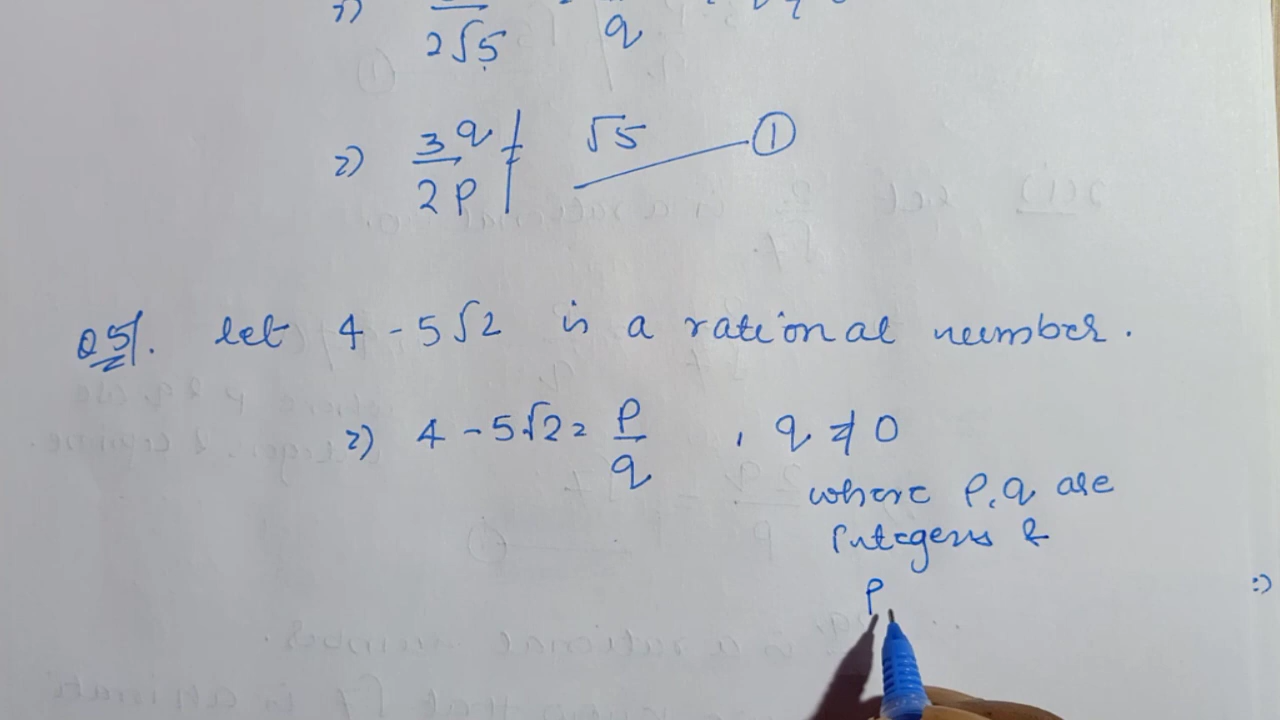 2√5 q
⇒) 3q / 2p ≠ √5 ①
Q5/. let 4 - 5√2 is a rational number.
⇒) 4 - 5√2 = p/q , q ≠ 0
where p, q are
integers &
P
:)